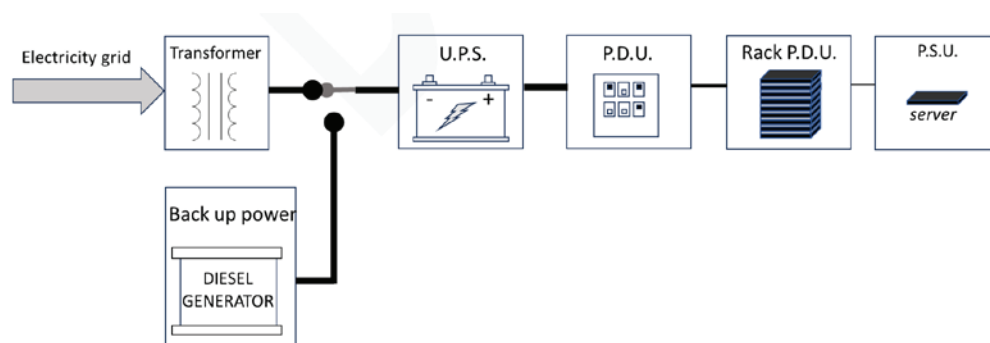 Electricity grid
Transformer
U.P.S.
- +
P.D.U.
Rack P.D.U.
P.S.U.
server
Back up power
DIESEL
GENERATOR